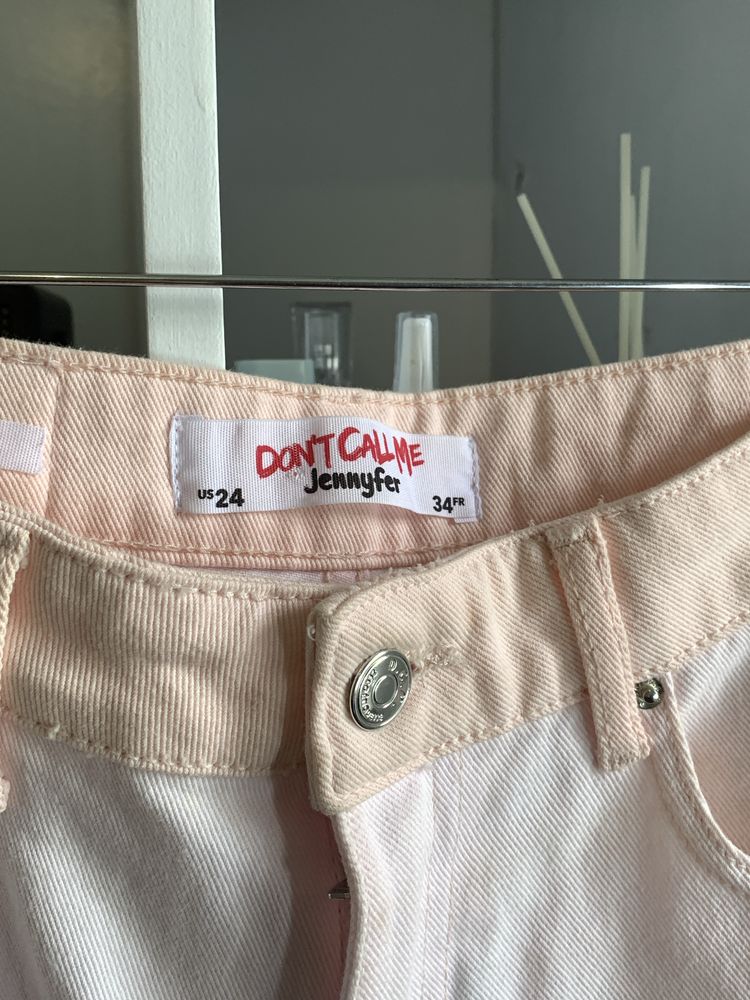 DON'T CALL ME
Jennyfer
US 24
34 FR